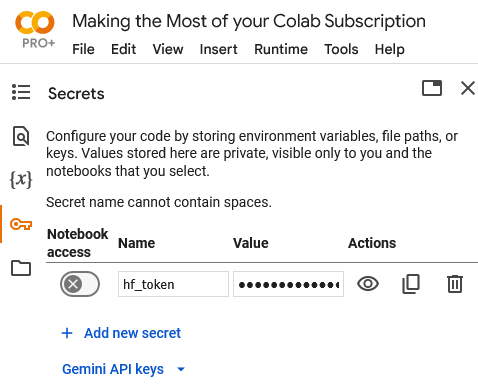 Making the Most of your Colab Subscription
PRO+
File Edit View Insert Runtime Tools Help
Secrets
Configure your code by storing environment variables, file paths, or
keys. Values stored here are private, visible only to you and the
notebooks that you select.
Secret name cannot contain spaces.
Notebook
access Name Value Actions
hf_token ●●●●●●●●●●●●●
+ Add new secret
Gemini API keys